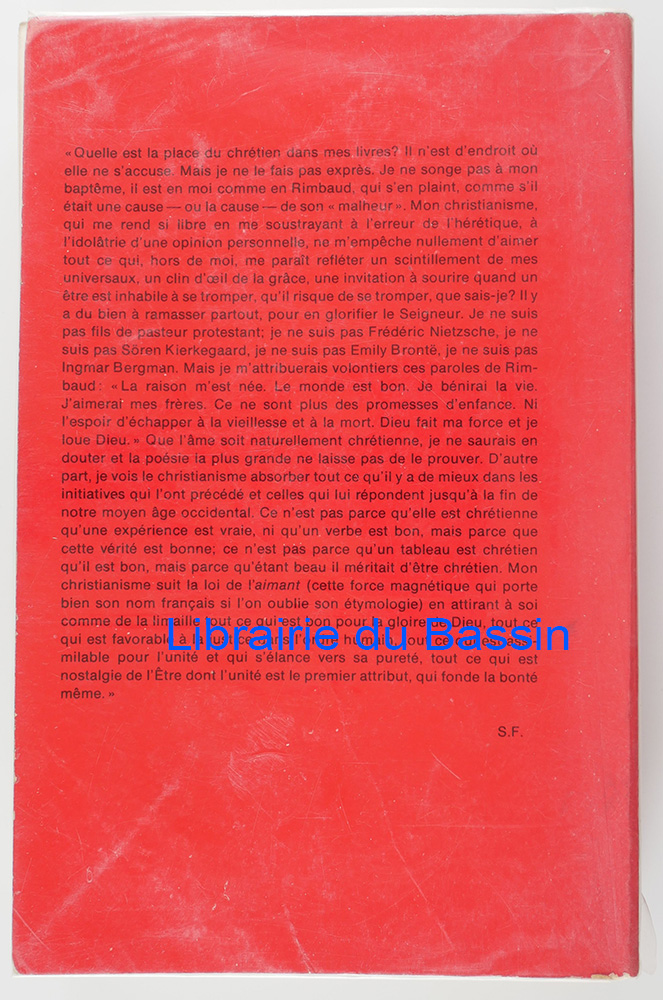 «Quelle est la place du chrétien dans mes livres? Il n'est d'endroit où
elle ne s'accuse. Mais je ne le fais pas exprès. Je ne songe pas à mon
baptême, il est en moi comme en Rimbaud, qui s'en plaint, comme s'il
était une cause — ou la cause — de son « malheur». Mon christianisme,
qui me rend si libre en me soustrayant à l'erreur de l'hérétique, à
l'idolâtrie d'une opinion personnelle, ne m'empêche nullement d'aimer
tout ce qui, hors de moi, me paraît refléter un scintillement de mes
universaux, un clin d'œil de la grâce, une invitation à sourire quand un
être est inhabile à se tromper, qu'il risque de se tromper, que sais-je? Il y
a du bien à ramasser partout, pour en glorifier le Seigneur. Je ne suis
pas fils de pasteur protestant; je ne suis pas Frédéric Nietzsche, je ne
suis pas Sören Kierkegaard, je ne suis pas Emily Brontë, je ne suis pas
Ingmar Bergman. Mais je m'attribuerais volontiers ces paroles de Rim-
baud: «La raison m'est née. Le monde est bon. Je bénirai la vie.
J'aimerai mes frères. Ce ne sont plus des promesses d'enfance. Ni
l'espoir d'échapper à la vieillesse et à la mort. Dieu fait ma force et je
loue Dieu.» Que l'âme soit naturellement chrétienne, je ne saurais en
douter et la poésie la plus grande ne laisse pas de le prouver. D'autre
part, je vois le christianisme absorber tout ce qu'il y a de mieux dans les
initiatives qui l'ont précédé et celles qui lui répondent jusqu'à la fin de
notre moyen âge occidental. Ce n'est pas parce qu'elle est chrétienne
qu'une expérience est vraie, ni qu'un verbe est bon, mais parce que
cette vérité est bonne; ce n'est pas parce qu'un tableau est chrétien
qu'il est bon, mais parce qu'étant beau il méritait d'être chrétien. Mon
christianisme suit la loi de l'aimant (cette force magnétique qui porte
bien son nom français si l'on oublie son étymologie) en attirant à soi
comme de la limaille tout ce qui est bon pour la gloire de Dieu, tout ce
qui est favorable à la justice dans l'ordre humain, tout ce qui est assi-
milable pour l'unité et qui s'élance vers sa pureté, tout ce qui est
nostalgie de l'Être dont l'unité est le premier attribut, qui fonde la bonté
même.»
S.F.
Librairie du Bassin